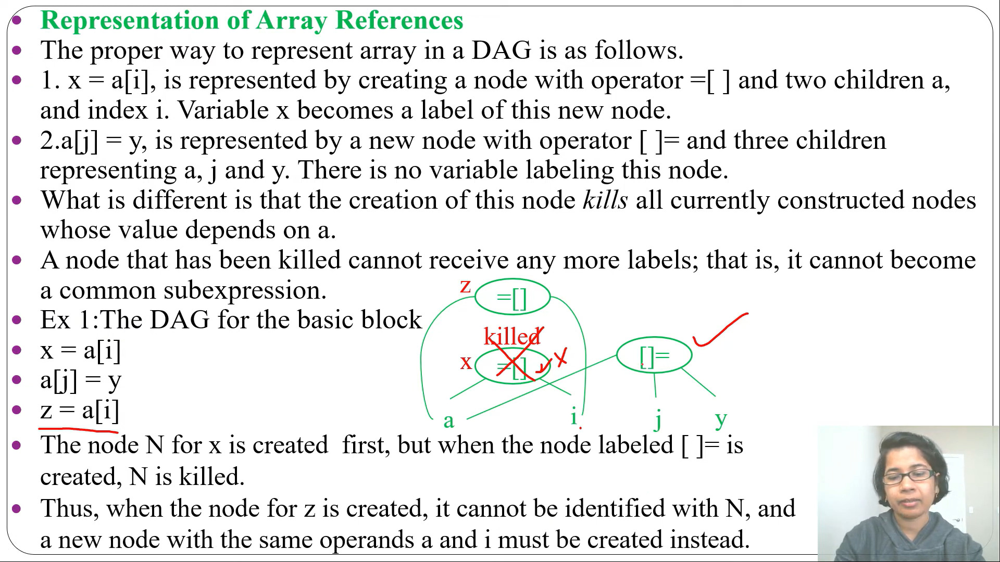 Representation of Array References
The proper way to represent array in a DAG is as follows.
1. x = a[i], is represented by creating a node with operator =[ ] and two children a,
and index i. Variable x becomes a label of this new node.
2.a[j] = y, is represented by a new node with operator [ ]= and three children
representing a, j and y. There is no variable labeling this node.
What is different is that the creation of this node kills all currently constructed nodes
whose value depends on a.
A node that has been killed cannot receive any more labels; that is, it cannot become
a common subexpression.
z =[]
Ex 1:The DAG for the basic block
killed
x = a[i]
x =[] x
[]=
a[j] = y
z = a[i]
a i j y
The node N for x is created first, but when the node labeled [ ]= is
created, N is killed.
Thus, when the node for z is created, it cannot be identified with N, and
a new node with the same operands a and i must be created instead.